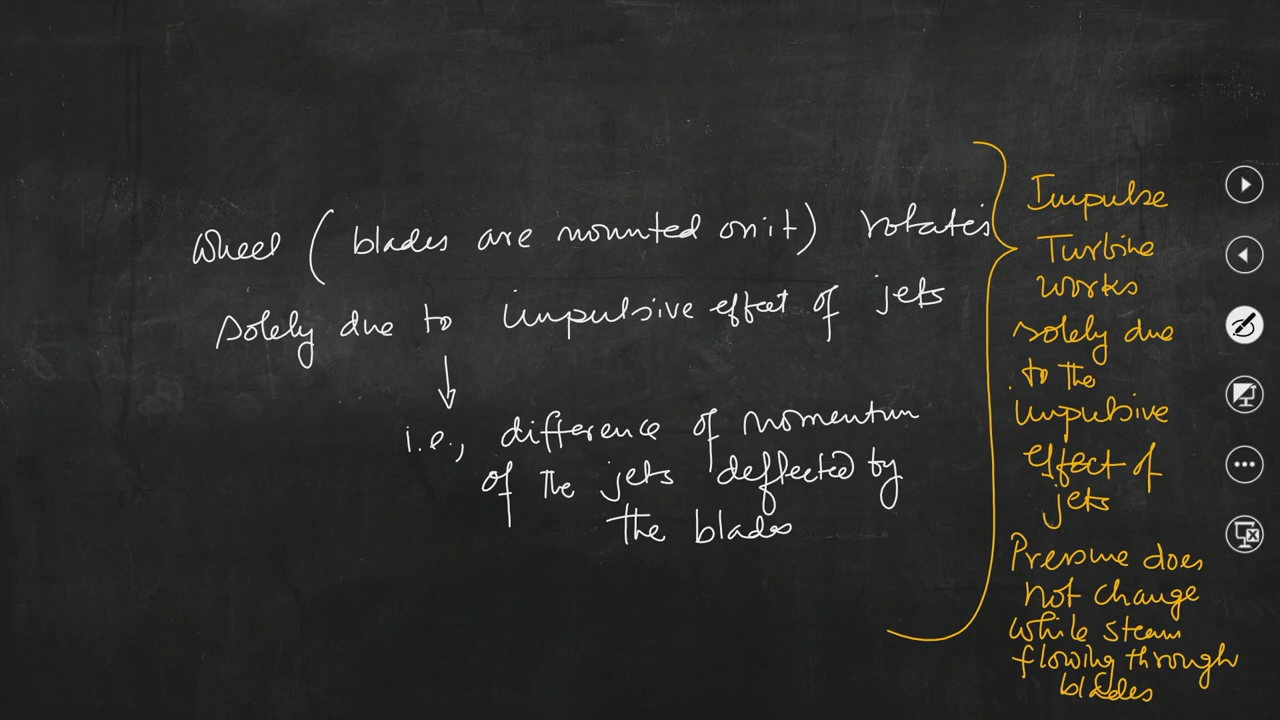 Wheel ( blades are mounted on it) rotates
solely due to impulsive effect of jets
i.e., difference of momentum
of the jets deflected by
the blades
Impulse
Turbine
works
solely due
to the
impulsive
effect of
jets
Pressure does
not change
while steam
flowing through
blades